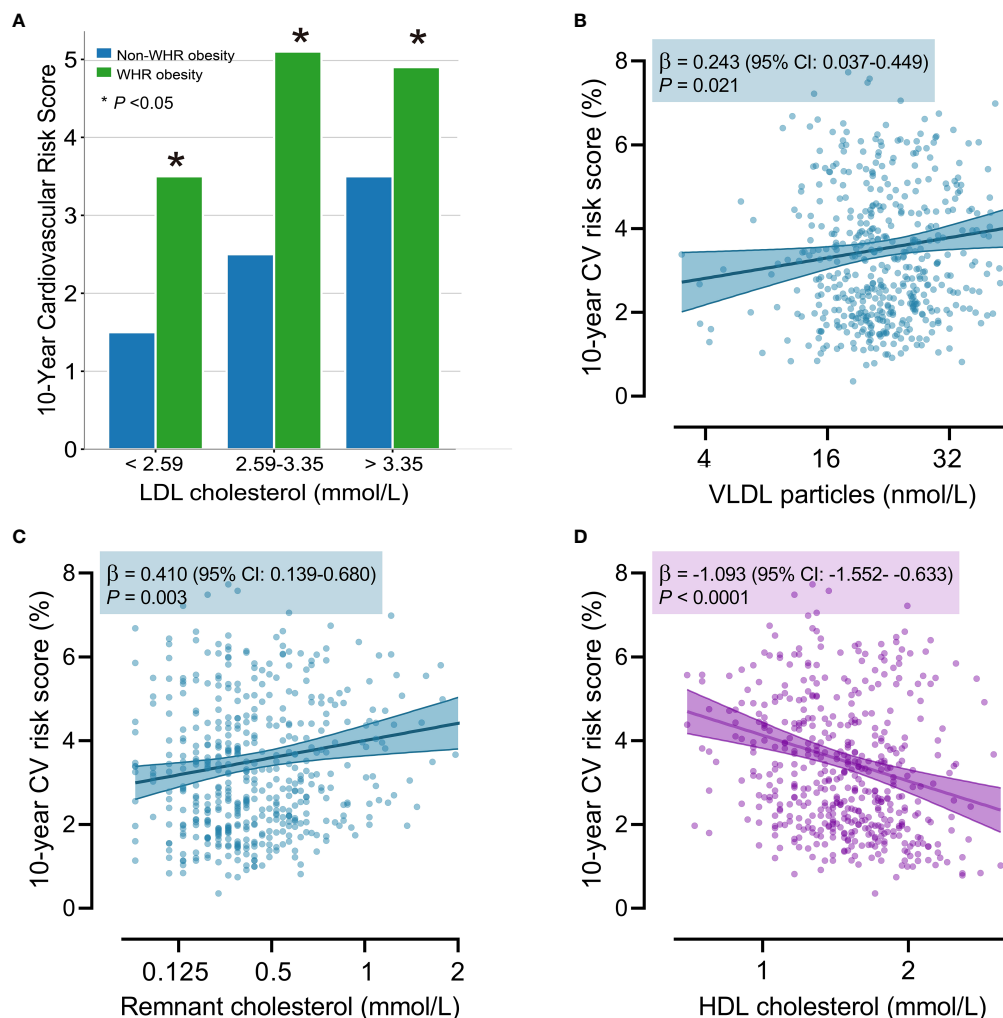 A
10-Year Cardiovascular Risk Score
5
4
3
2
1
0
Non-WHR obesity
WHR obesity
* P <0.05
*
*
*
< 2.59
2.59-3.35
> 3.35
LDL cholesterol (mmol/L)
B
10-year CV risk score (%)
8
6
4
2
0
β = 0.243 (95% CI: 0.037-0.449)
P = 0.021
4
16
32
VLDL particles (nmol/L)
C
10-year CV risk score (%)
8
6
4
2
0
β = 0.410 (95% CI: 0.139-0.680)
P = 0.003
0.125
0.5
1
2
Remnant cholesterol (mmol/L)
D
10-year CV risk score (%)
8
6
4
2
0
β = -1.093 (95% CI: -1.552- -0.633)
P < 0.0001
1
2
HDL cholesterol (mmol/L)